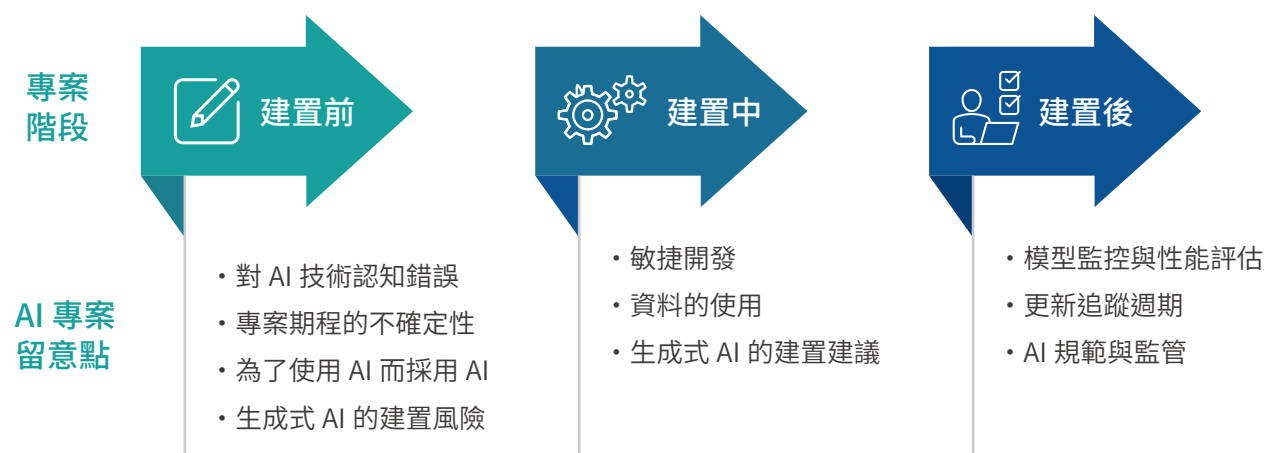 專案
階段
建置前
建置中
建置後
AI 專案
留意點
・對 AI 技術認知錯誤
・專案期程的不確定性
・為了使用 AI 而採用 AI
・生成式 AI 的建置風險
・敏捷開發
・資料的使用
・生成式 AI 的建置建議
・模型監控與性能評估
・更新追蹤週期
・AI 規範與監管